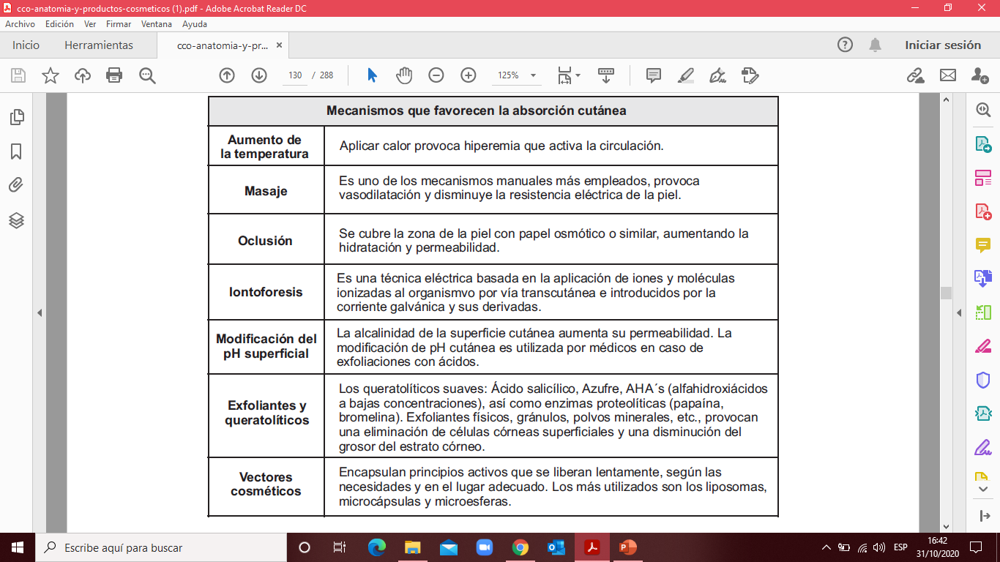 cco-anatomia-y-productos-cosmeticos (1).pdf - Adobe Acrobat Reader DC
Archivo Edición Ver Firmar Ventana Ayuda
Inicio Herramientas cco-anatomia-y-pr... × Iniciar sesión
130 / 288 125%
Mecanismos que favorecen la absorción cutánea
Aumento de
la temperatura
Aplicar calor provoca hiperemia que activa la circulación.
Masaje
Es uno de los mecanismos manuales más empleados, provoca
vasodilatación y disminuye la resistencia eléctrica de la piel.
Oclusión
Se cubre la zona de la piel con papel osmótico o similar, aumentando la
hidratación y permeabilidad.
Iontoforesis
Es una técnica eléctrica basada en la aplicación de iones y moléculas
ionizadas al organismvo por vía transcutánea e introducidos por la
corriente galvánica y sus derivadas.
Modificación del
pH superficial
La alcalinidad de la superficie cutánea aumenta su permeabilidad. La
modificación de pH cutánea es utilizada por médicos en caso de
exfoliaciones con ácidos.
Exfoliantes y
queratolíticos
Los queratolíticos suaves: Ácido salicílico, Azufre, AHA´s (alfahidroxiácidos
a bajas concentraciones), así como enzimas proteolíticas (papaína,
bromelina). Exfoliantes físicos, gránulos, polvos minerales, etc., provocan
una eliminación de células córneas superficiales y una disminución del
grosor del estrato córneo.
Vectores
cosméticos
Encapsulan principios activos que se liberan lentamente, según las
necesidades y en el lugar adecuado. Los más utilizados son los liposomas,
microcápsulas y microesferas.
Escribe aquí para buscar
ESP
16:42
31/10/2020